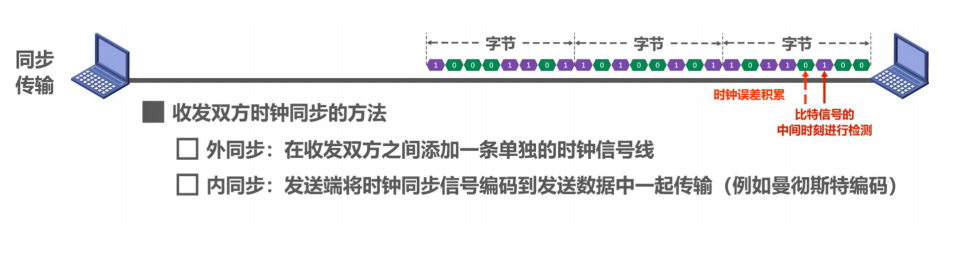 同步
传输
字节 字节 字节
1 0 0 0 1 1 0 1 1 0 1 0 0 1 0 1 1 0 1 1 0 1 0 0
时钟误差积累
比特信号的
中间时刻进行检测
收发双方时钟同步的方法
外同步：在收发双方之间添加一条单独的时钟信号线
内同步：发送端将时钟同步信号编码到发送数据中一起传输（例如曼彻斯特编码）